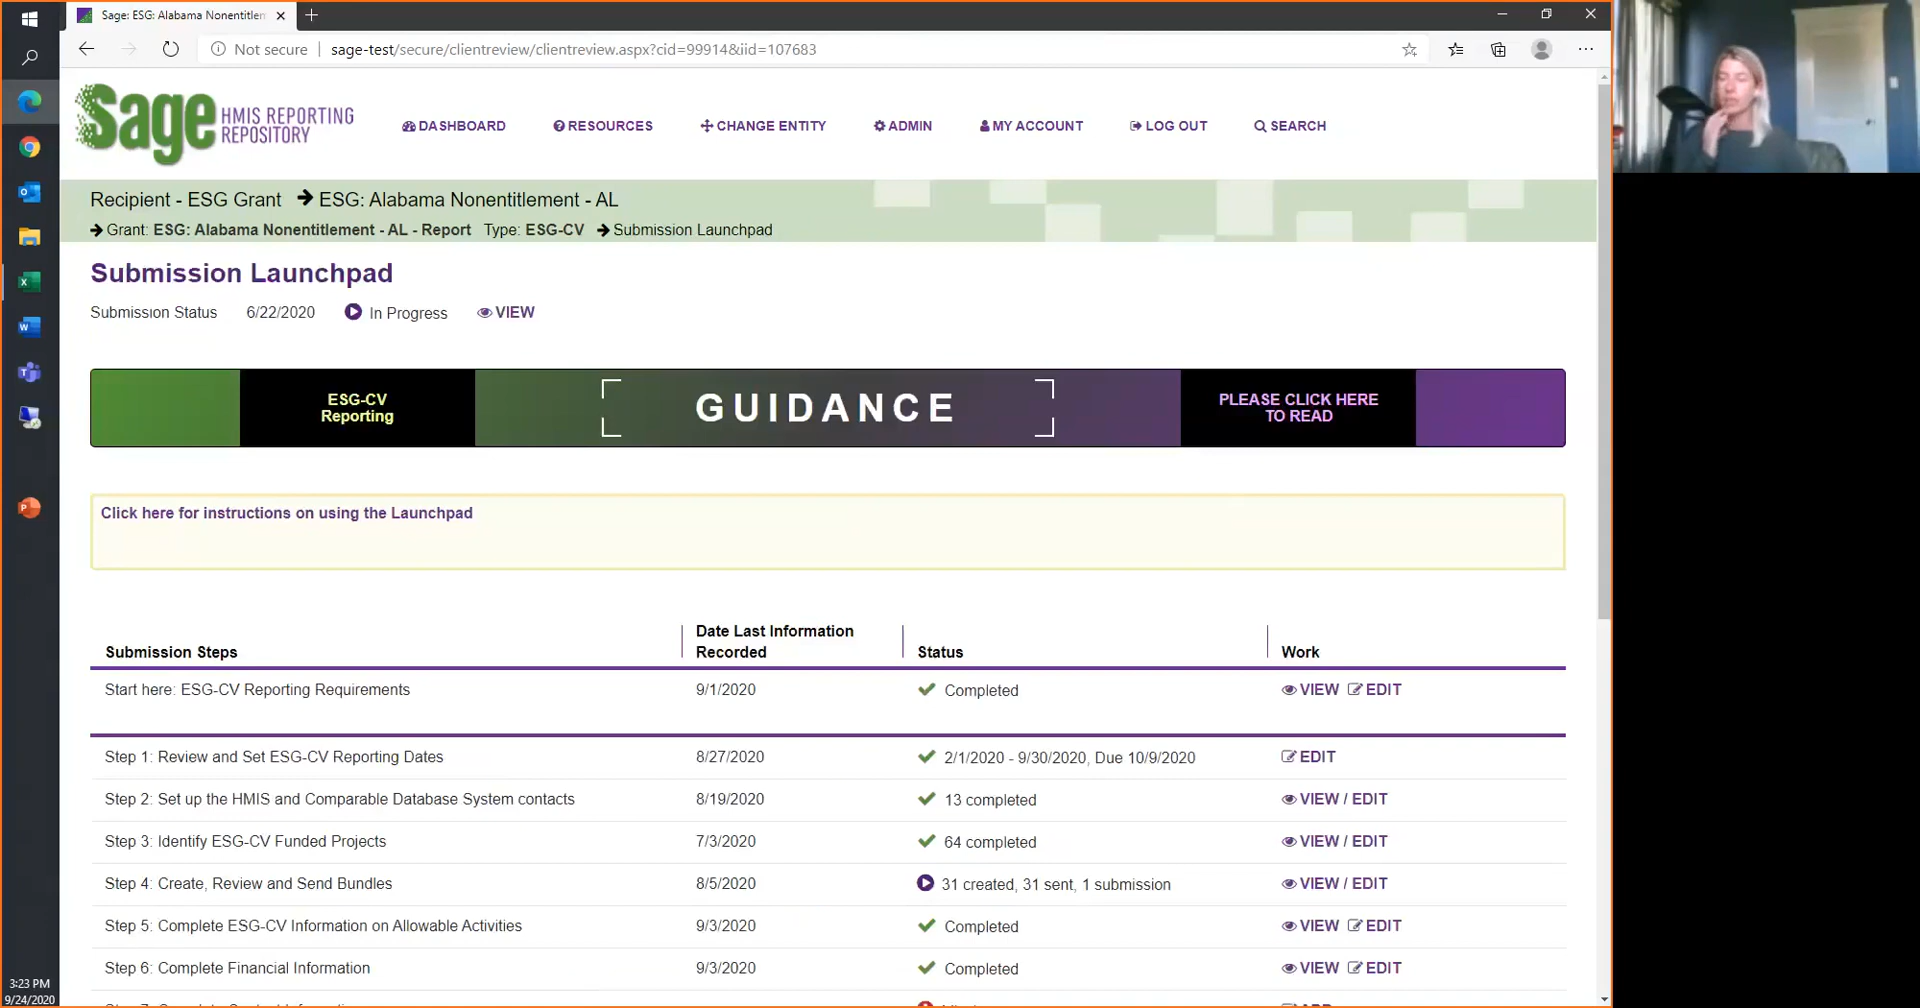 Sage: ESG: Alabama Nonentitlen
Not secure | sage-test/secure/clientreview/clientreview.aspx?cid=99914&iid=107683
Sage HMIS REPORTING REPOSITORY
DASHBOARD RESOURCES CHANGE ENTITY ADMIN MY ACCOUNT LOG OUT SEARCH
Recipient - ESG Grant ➔ ESG: Alabama Nonentitlement - AL
➔ Grant: ESG: Alabama Nonentitlement - AL - Report Type: ESG-CV ➔ Submission Launchpad
Submission Launchpad
Submission Status 6/22/2020 In Progress VIEW
ESG-CV
Reporting
GUIDANCE
PLEASE CLICK HERE
TO READ
Click here for instructions on using the Launchpad
Submission Steps Date Last Information Recorded Status Work
Start here: ESG-CV Reporting Requirements 9/1/2020 Completed VIEW EDIT
Step 1: Review and Set ESG-CV Reporting Dates 8/27/2020 2/1/2020 - 9/30/2020, Due 10/9/2020 EDIT
Step 2: Set up the HMIS and Comparable Database System contacts 8/19/2020 13 completed VIEW / EDIT
Step 3: Identify ESG-CV Funded Projects 7/3/2020 64 completed VIEW / EDIT
Step 4: Create, Review and Send Bundles 8/5/2020 31 created, 31 sent, 1 submission VIEW / EDIT
Step 5: Complete ESG-CV Information on Allowable Activities 9/3/2020 Completed VIEW EDIT
Step 6: Complete Financial Information 9/3/2020 Completed VIEW EDIT
3:23 PM
9/24/2020